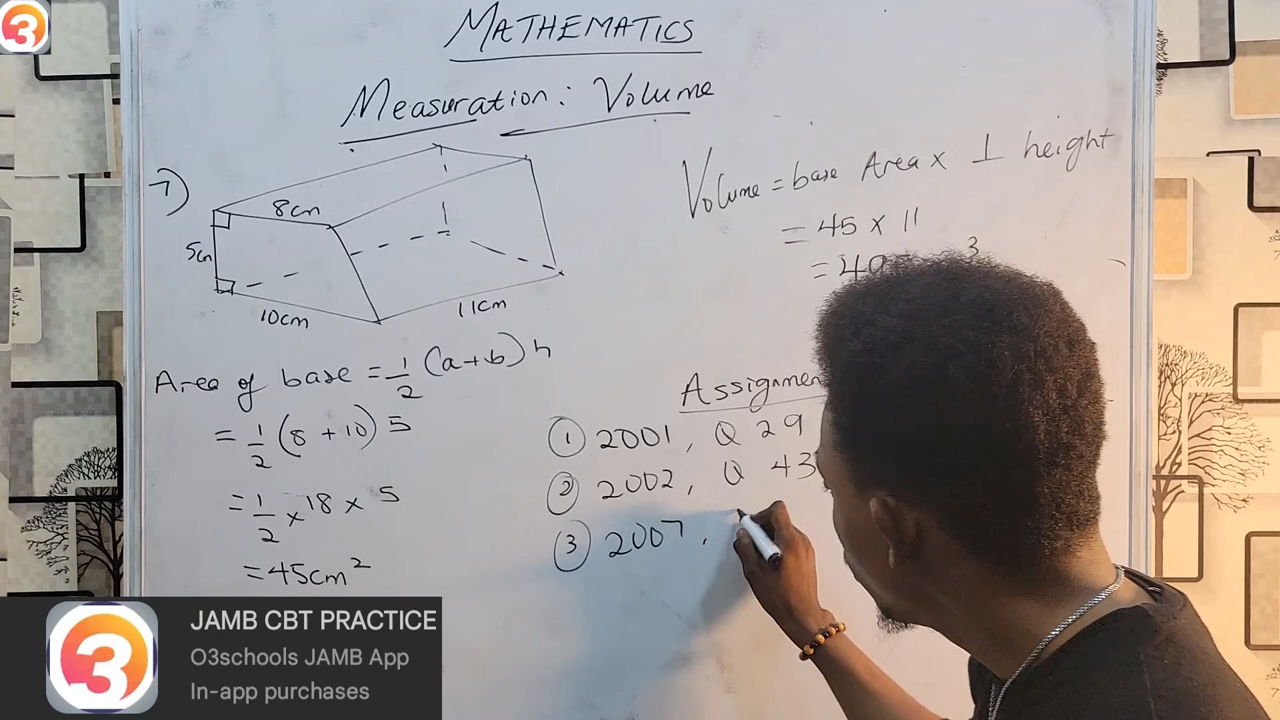 3
MATHEMATICS
Measuration: Volume
7)
8cm
5cm
10cm
11cm
Volume = base Area x ⊥ height
= 45 x 11
Area of base = 1/2 (a+b) h
= 1/2 (8 + 10) 5
= 1/2 x 18 x 5
= 45cm²
① 2001, Q 29
② 2002, Q 43
③ 2007,
3
JAMB CBT PRACTICE
O3schools JAMB App
In-app purchases